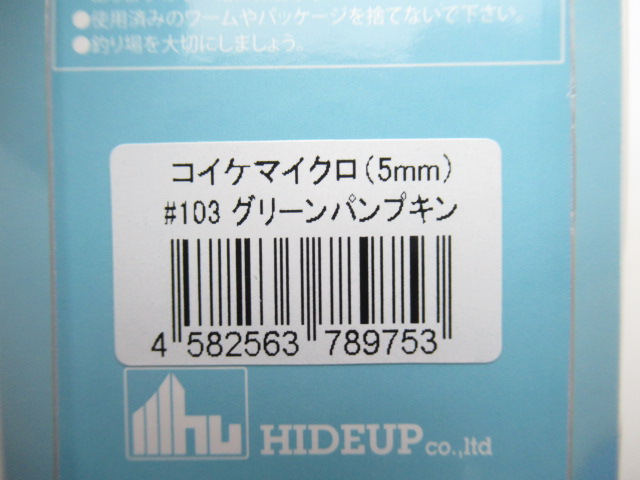 ●使用済みのワームやパッケージを捨てないで下さい。
●釣り場を大切にしましょう。
コイケマイクロ(5mm)
#103 グリーンパンプキン
4 582563 789753
hu HIDEUP co.,ltd